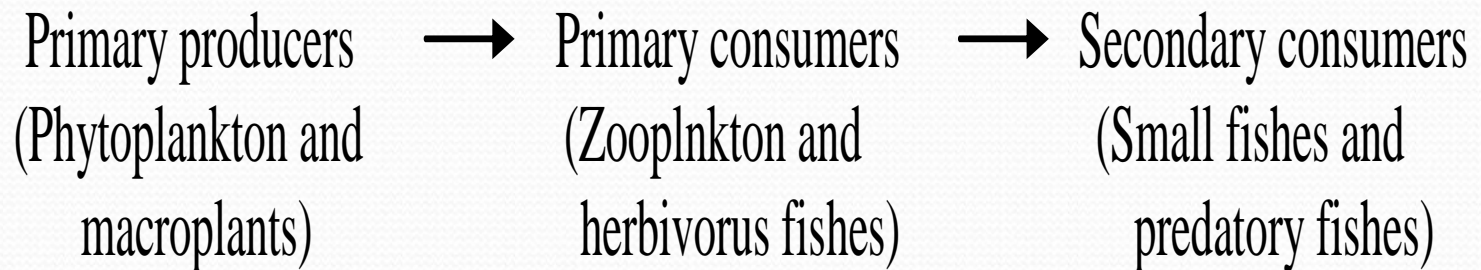 Primary producers → Primary consumers → Secondary consumers
(Phytoplankton and (Zooplnkton and (Small fishes and
macroplants) herbivorus fishes) predatory fishes)